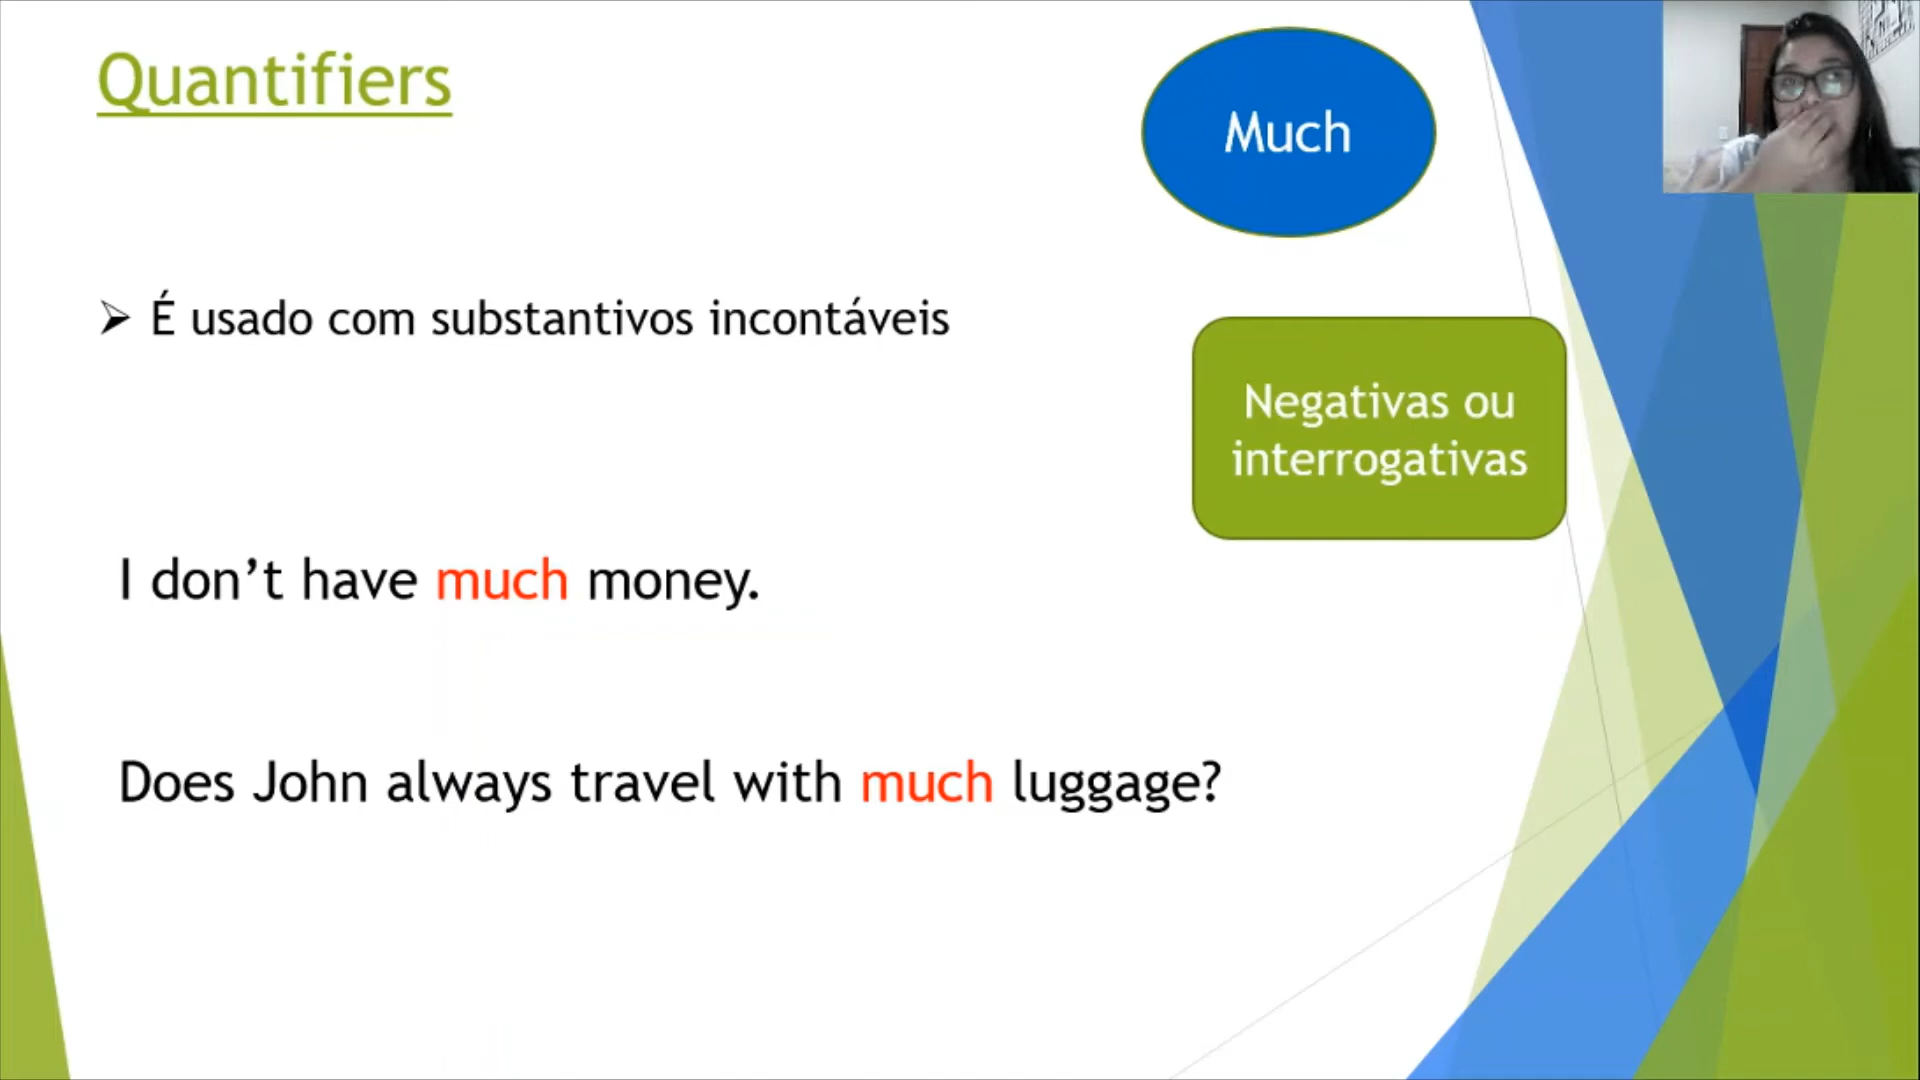 Quantifiers
Much
➢ É usado com substantivos incontáveis
Negativas ou
interrogativas
I don’t have much money.
Does John always travel with much luggage?